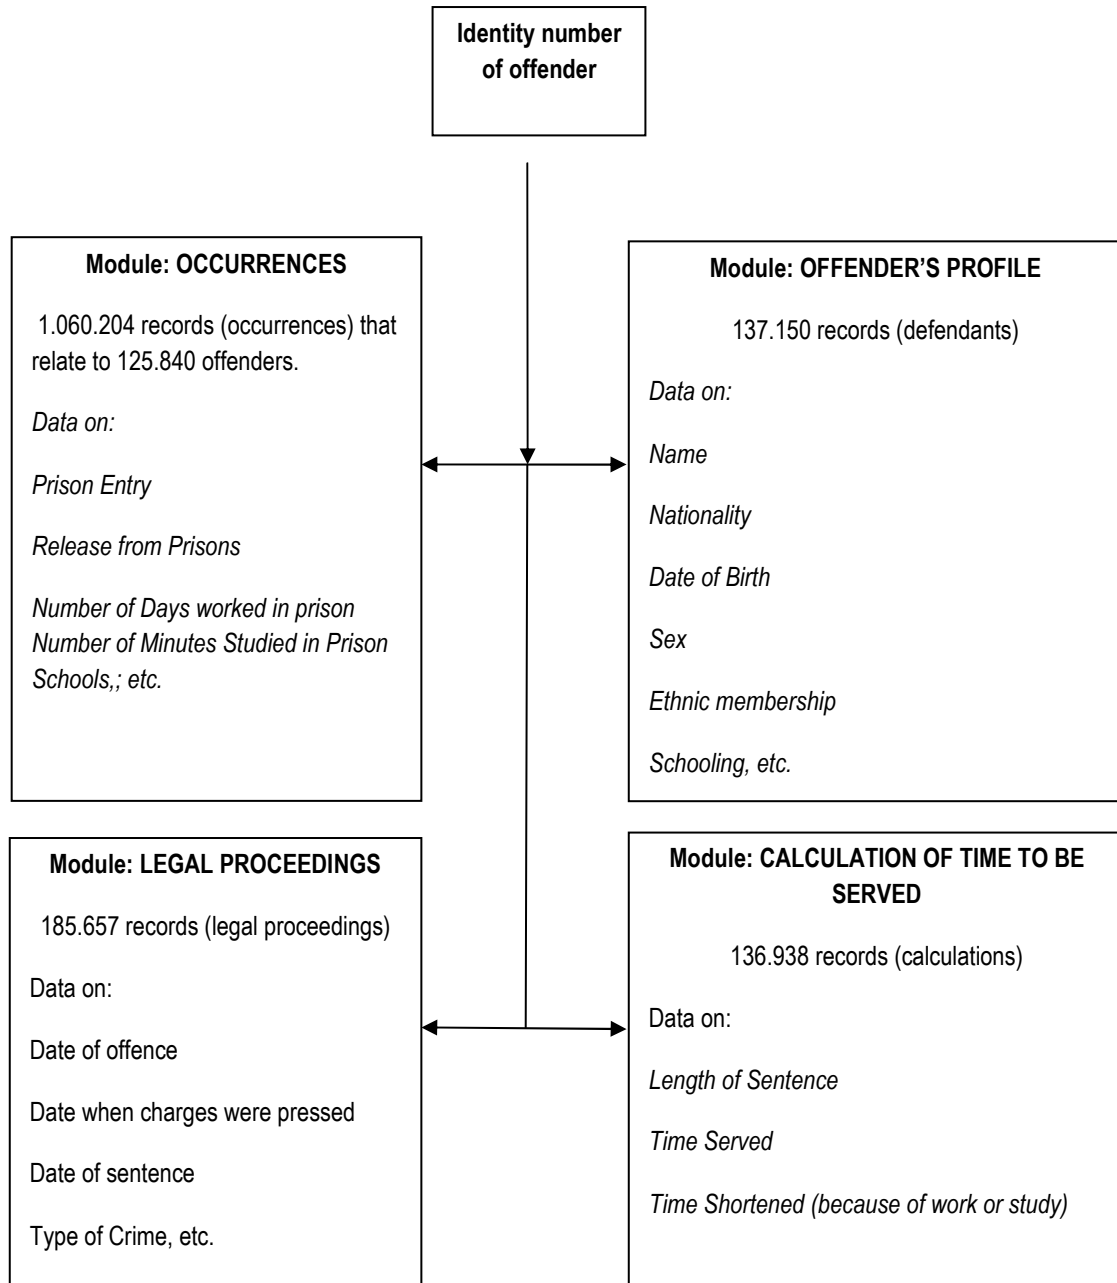 Identity number
of offender
Module: OCCURRENCES
1.060.204 records (occurrences) that
relate to 125.840 offenders.
Data on:
Prison Entry
Release from Prisons
Number of Days worked in prison
Number of Minutes Studied in Prison
Schools,; etc.
Module: OFFENDER’S PROFILE
137.150 records (defendants)
Data on:
Name
Nationality
Date of Birth
Sex
Ethnic membership
Schooling, etc.
Module: LEGAL PROCEEDINGS
185.657 records (legal proceedings)
Data on:
Date of offence
Date when charges were pressed
Date of sentence
Type of Crime, etc.
Module: CALCULATION OF TIME TO BE
SERVED
136.938 records (calculations)
Data on:
Length of Sentence
Time Served
Time Shortened (because of work or study)